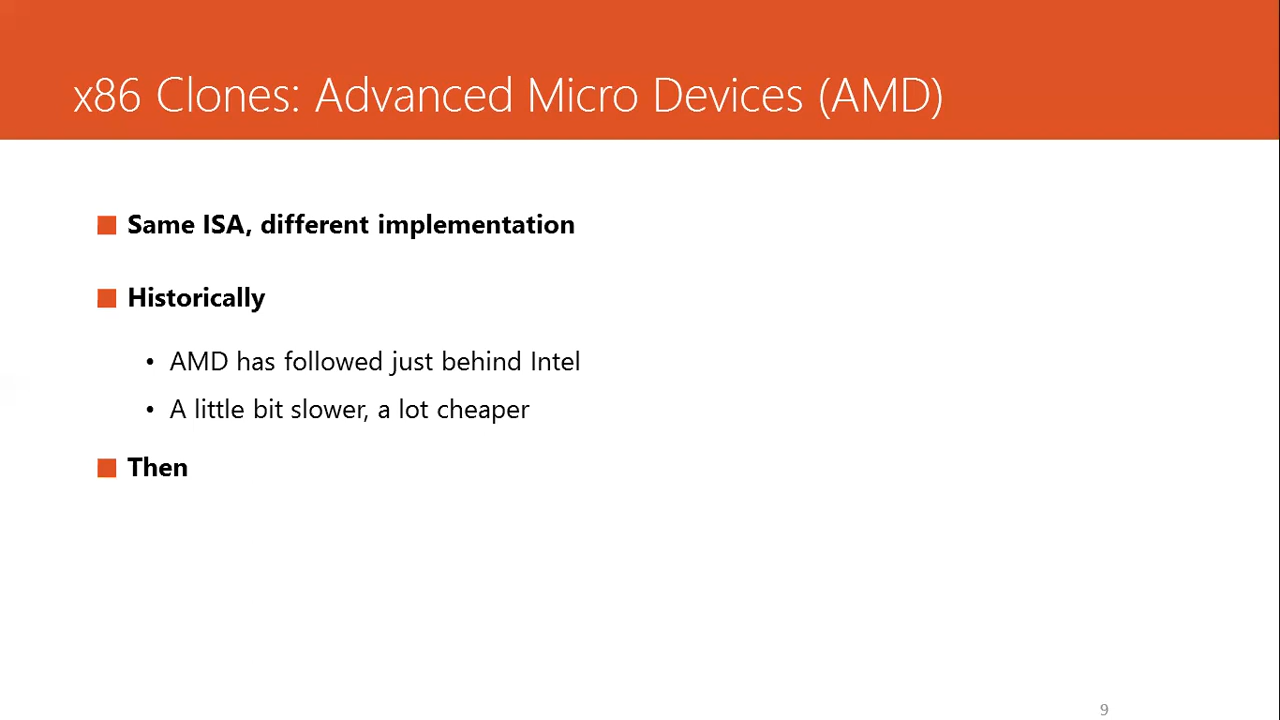 x86 Clones: Advanced Micro Devices (AMD)
Same ISA, different implementation
Historically
• AMD has followed just behind Intel
• A little bit slower, a lot cheaper
Then
9